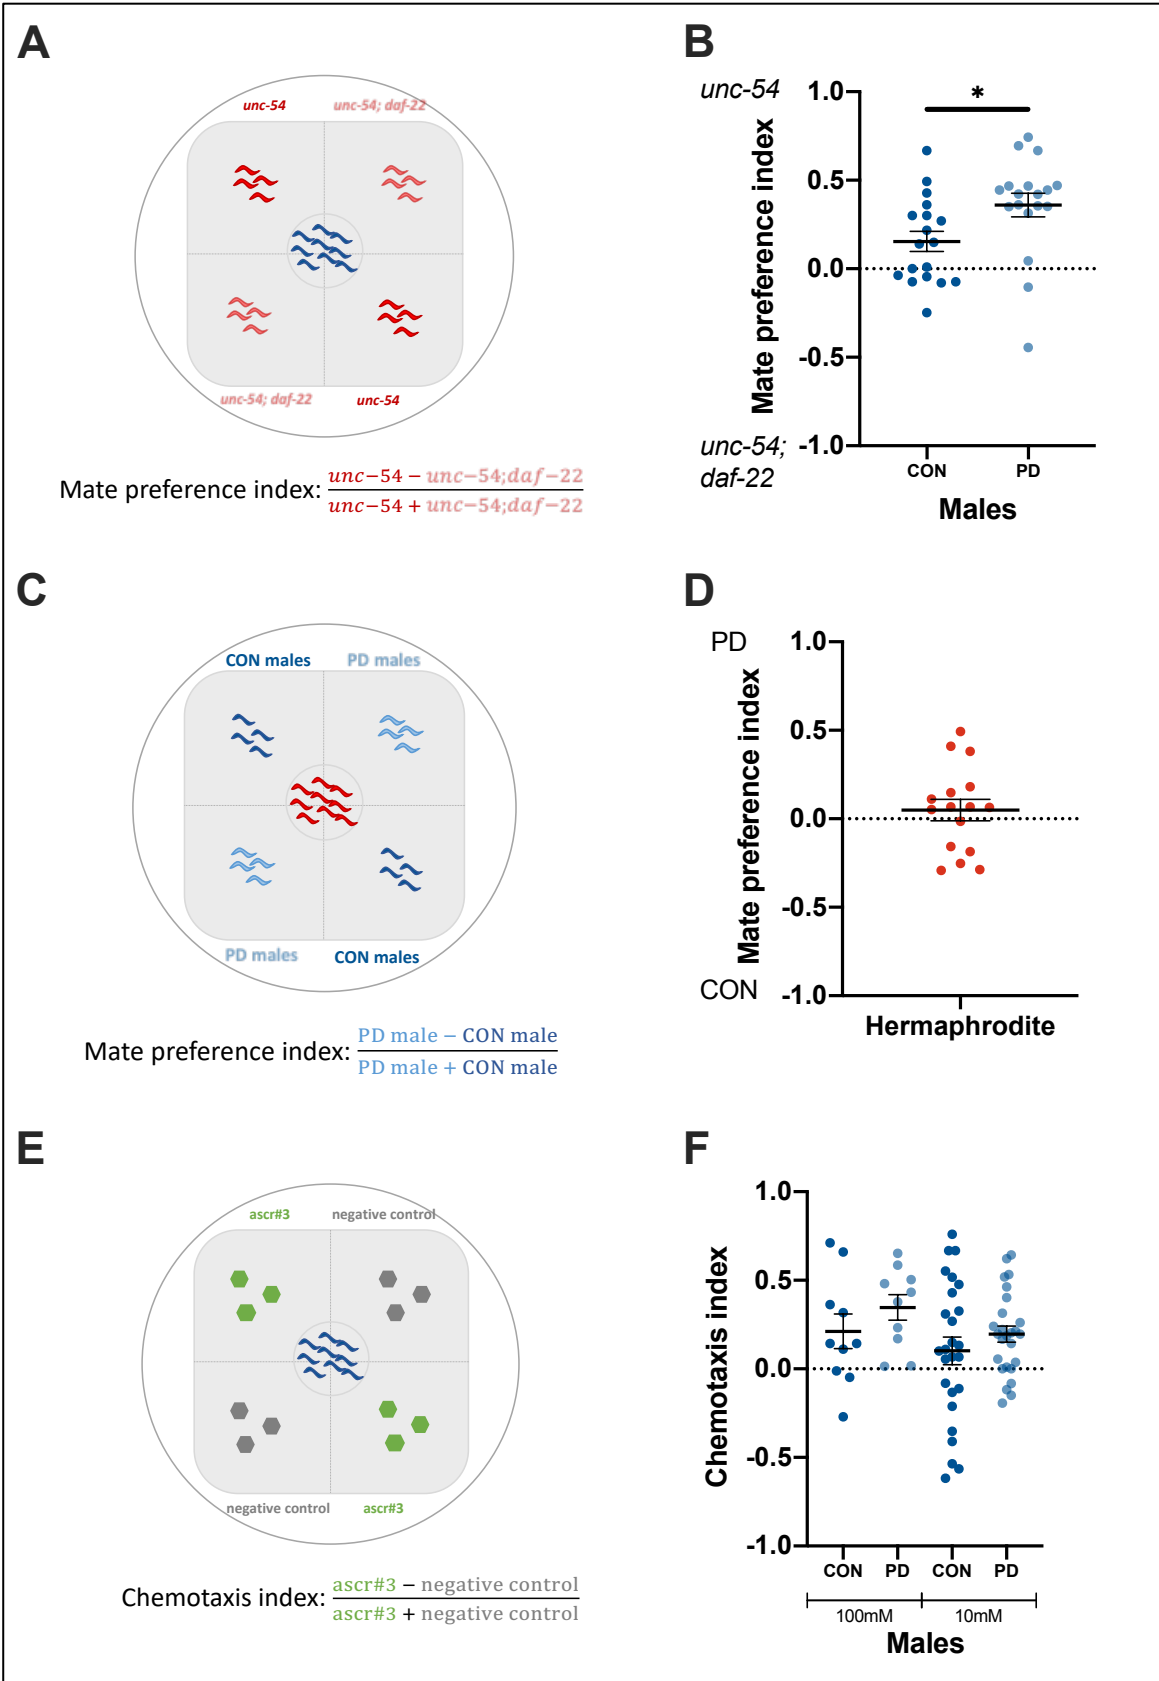 A
unc-54 unc-54; daf-22
unc-54; daf-22 unc-54
Mate preference index: unc−54 − unc−54;daf−22
unc−54 + unc−54;daf−22
B
unc-54
unc-54;
daf-22
Mate preference index
1.0
0.5
0.0
-0.5
-1.0
*
CON PD
Males
C
CON males PD males
PD males CON males
Mate preference index: PD male − CON male
PD male + CON male
D
PD
CON
Mate preference index
1.0
0.5
0.0
-0.5
-1.0
Hermaphrodite
E
ascr#3 negative control
negative control ascr#3
Chemotaxis index: ascr#3 − negative control
ascr#3 + negative control
F
Chemotaxis index
1.0
0.5
0.0
-0.5
-1.0
CON PD CON PD
100mM 10mM
Males